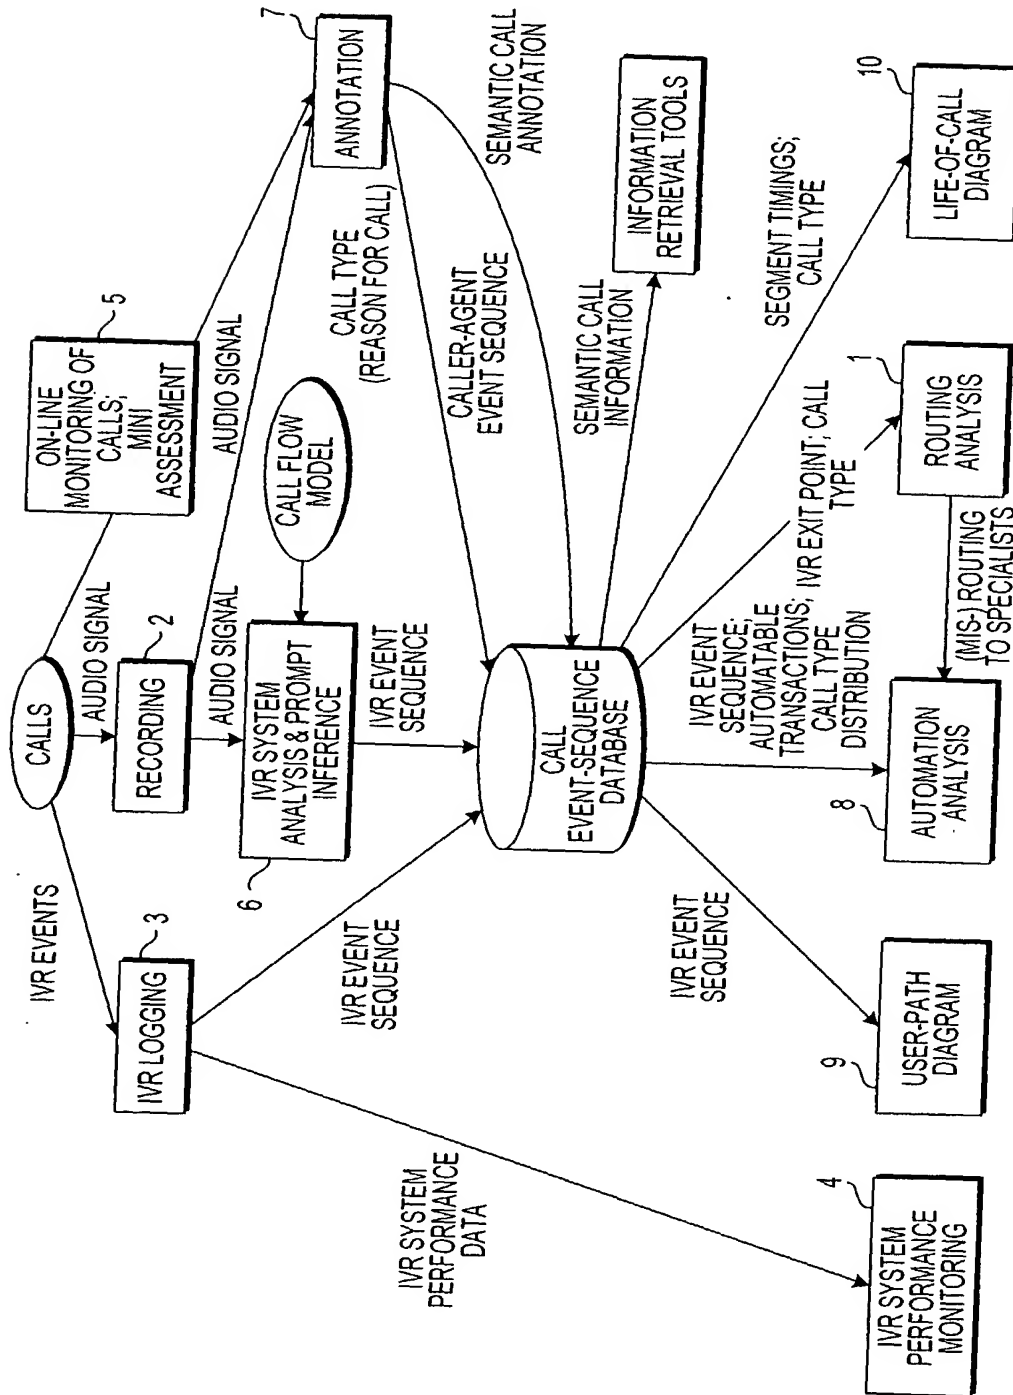 CALLS
IVR EVENTS
AUDIO SIGNAL
5
ON-LINE
MONITORING OF
CALLS;
MINI
ASSESSMENT
7
ANNOTATION
3
IVR LOGGING
2
RECORDING
AUDIO SIGNAL
AUDIO SIGNAL
CALL FLOW
MODEL
6
IVR SYSTEM
ANALYSIS & PROMPT
INFERENCE
CALL TYPE
(REASON FOR CALL)
SEMANTIC CALL
ANNOTATION
IVR EVENT
SEQUENCE
IVR EVENT
SEQUENCE
CALLER-AGENT
EVENT SEQUENCE
IVR SYSTEM
PERFORMANCE
DATA
CALL
EVENT-SEQUENCE
DATABASE
SEMANTIC CALL
INFORMATION
INFORMATION
RETRIEVAL TOOLS
IVR EVENT
SEQUENCE
IVR EVENT
SEQUENCE;
AUTOMATABLE
TRANSACTIONS;
CALL TYPE
DISTRIBUTION
IVR EXIT POINT; CALL
TYPE
SEGMENT TIMINGS;
CALL TYPE
4
IVR SYSTEM
PERFORMANCE
MONITORING
9
USER-PATH
DIAGRAM
8
AUTOMATION
ANALYSIS
(MIS-) ROUTING
TO SPECIALISTS
1
ROUTING
ANALYSIS
10
LIFE-OF-CALL
DIAGRAM